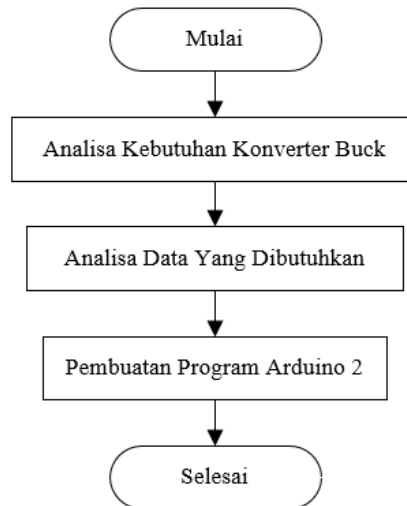 Mulai
Analisa Kebutuhan Konverter Buck
Analisa Data Yang Dibutuhkan
Pembuatan Program Arduino 2
Selesai